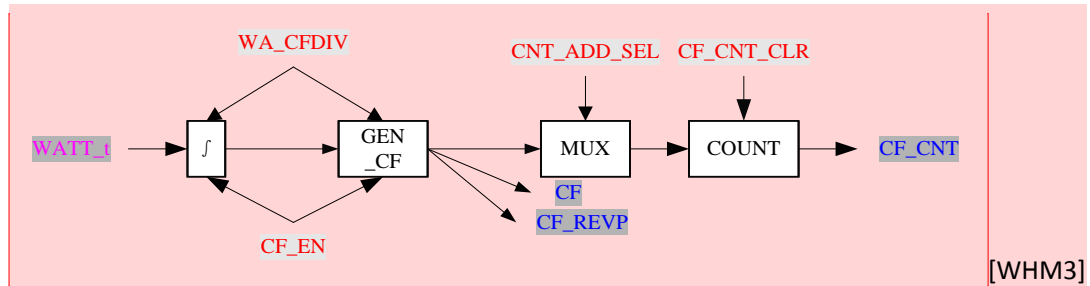 WA_CFDIV
CNT_ADD_SEL
CF_CNT_CLR
WATT_t
∫
GEN
_CF
MUX
COUNT
CF_CNT
CF
CF_REVP
CF_EN
[WHM3]